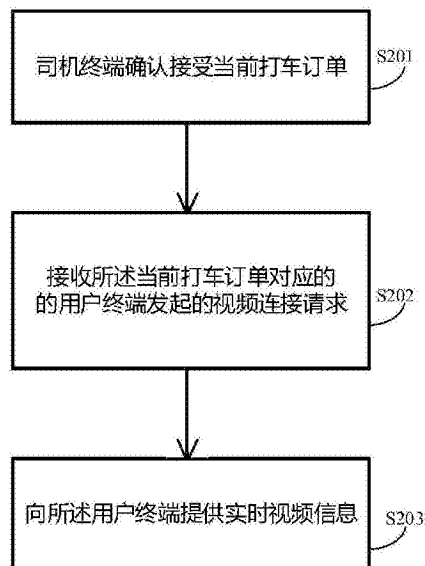 司机终端确认接受当前打车订单
S201
接收所述当前打车订单对应的
的用户终端发起的视频连接请求
S202
向所述用户终端提供实时视频信息
S203